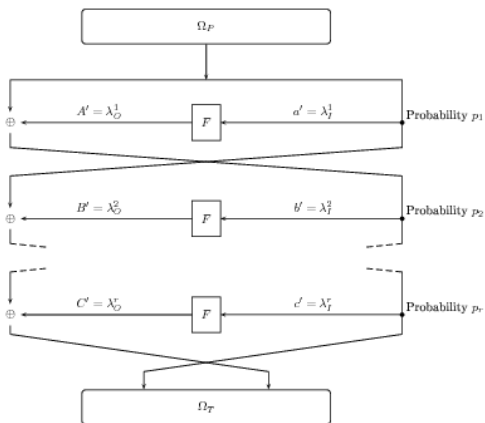 Ω_P
A′ = λ_O^1 F a′ = λ_I^1 Probability p_1
⊕
B′ = λ_O^2 F b′ = λ_I^2 Probability p_2
⊕
C′ = λ_O^r F c′ = λ_I^r Probability p_r
⊕
Ω_T